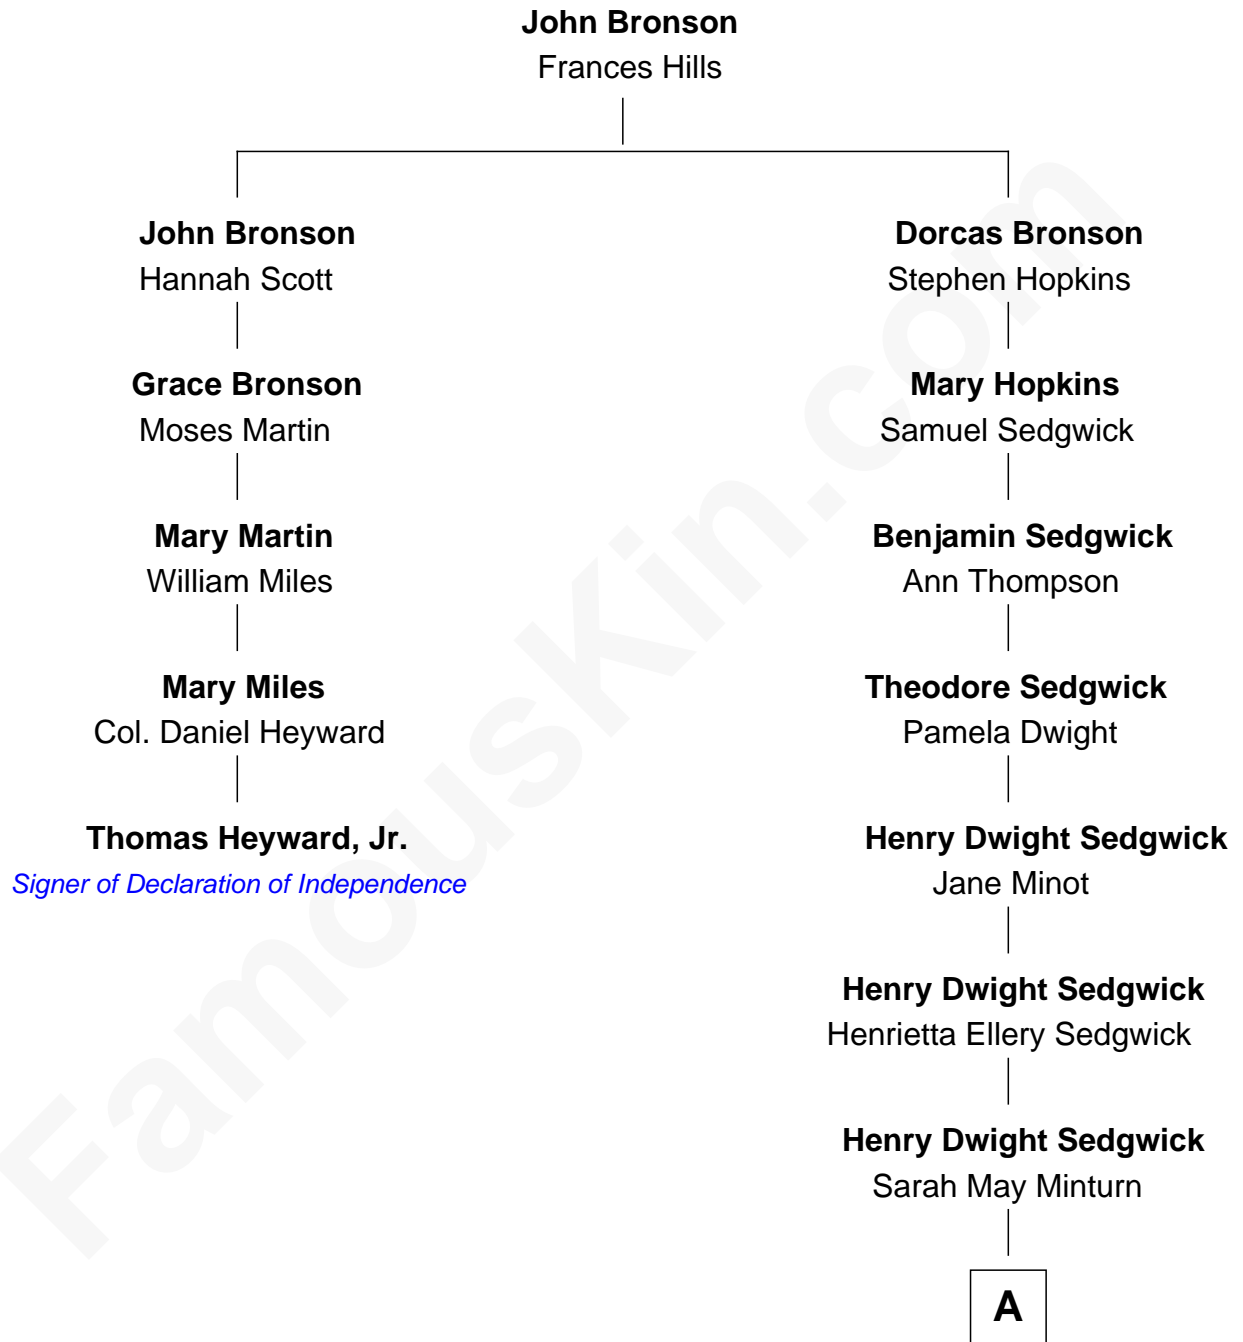 John Bronson
Frances Hills
John Bronson
Hannah Scott
Grace Bronson
Moses Martin
Mary Martin
William Miles
Mary Miles
Col. Daniel Heyward
Thomas Heyward, Jr.
Signer of Declaration of Independence
Dorcas Bronson
Stephen Hopkins
Mary Hopkins
Samuel Sedgwick
Benjamin Sedgwick
Ann Thompson
Theodore Sedgwick
Pamela Dwight
Henry Dwight Sedgwick
Jane Minot
Henry Dwight Sedgwick
Henrietta Ellery Sedgwick
Henry Dwight Sedgwick
Sarah May Minturn
A
FamousKin.com